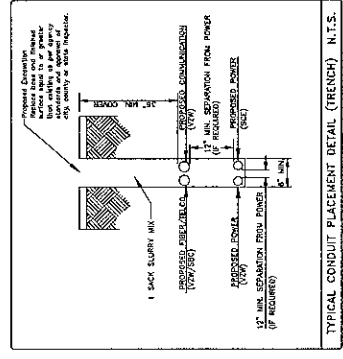 Proposed Excavation
Replace base and finished
surface equal to or greater
than existing as per agency
standards and approval of
city, county or state inspector.
36" MIN. COVER
1 SACK SLURRY MIX
PROPOSED FIBER/TELCO
(VZW/SBC)
PROPOSED COMMUNICATION
(VZW)
12" MIN. SEPARATION FROM POWER
(IF REQUIRED)
PROPOSED POWER
(VZW)
PROPOSED POWER
(SCE)
6" MIN.
12" MIN. SEPARATION FROM POWER
(IF REQUIRED)
TYPICAL CONDUIT PLACEMENT DETAIL (TRENCH) N.T.S.